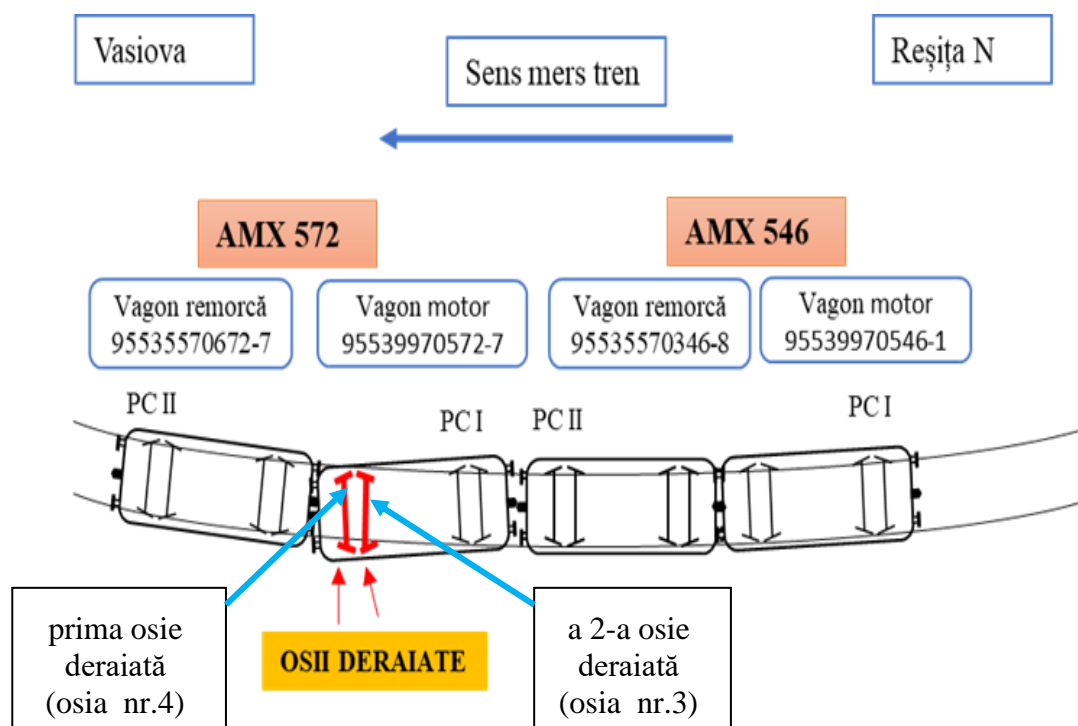 Vasiova
Sens mers tren
Reșița N
AMX 572
AMX 546
Vagon remorcă
95535570672-7
Vagon motor
95539970572-7
Vagon remorcă
95535570346-8
Vagon motor
95539970546-1
PC II
PC I
PC II
PC I
prima osie
deraiată
(osia nr.4)
OSII DERAIATE
a 2-a osie
deraiată
(osia nr.3)